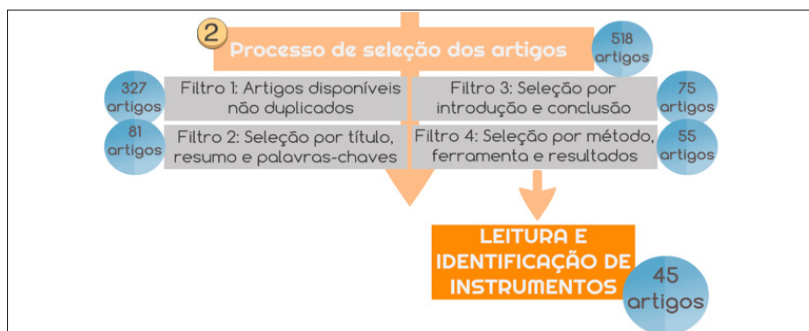 2
Processo de seleção dos artigos
518
artigos
327
artigos
Filtro 1: Artigos disponíveis
não duplicados
Filtro 3: Seleção por
introdução e conclusão
75
artigos
81
artigos
Filtro 2: Seleção por título,
resumo e palavras-chaves
Filtro 4: Seleção por método,
ferramenta e resultados
55
artigos
LEITURA E
IDENTIFICAÇÃO DE
INSTRUMENTOS
45
artigos